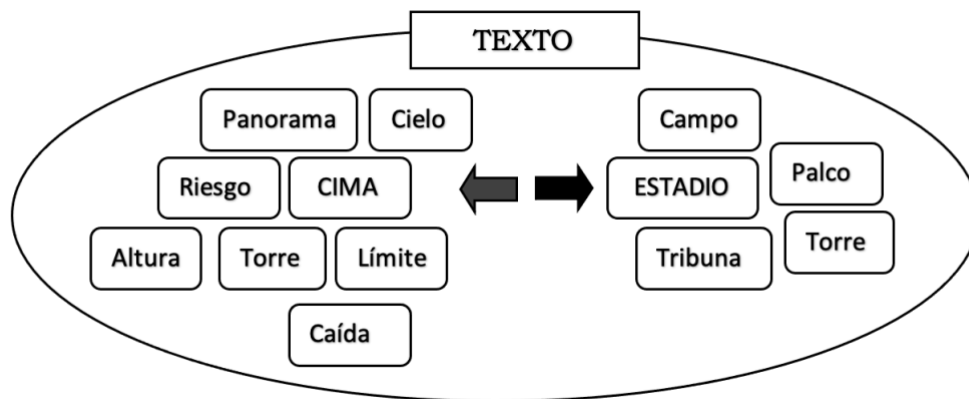 TEXTO
Panorama
Cielo
Riesgo
CIMA
Altura
Torre
Límite
Caída
Campo
ESTADIO
Palco
Tribuna
Torre